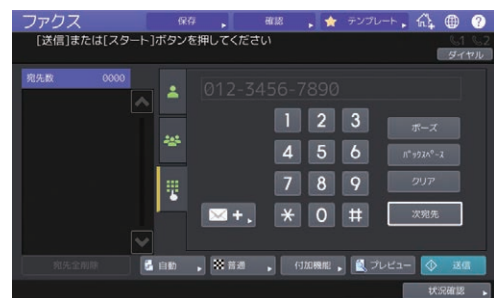 ファクス
保存
確認
テンプレート
[送信]または[スタート]ボタンを押してください
1
2
ダイヤル
宛先数 0000
012-3456-7890
1 2 3
ポーズ
4 5 6
バックスペース
7 8 9
クリア
+
* 0 #
次宛先
宛先全削除
自動
普通
付加機能
プレビュー
送信
状況確認